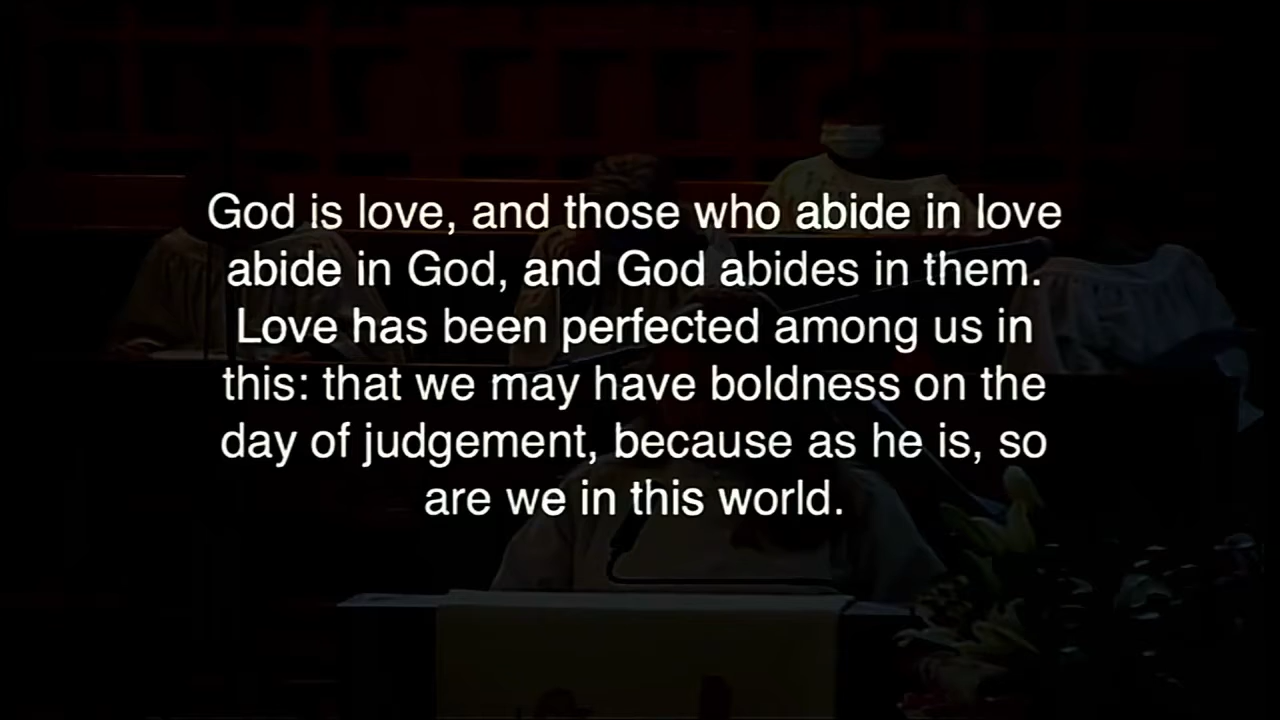 God is love, and those who abide in love
abide in God, and God abides in them.
Love has been perfected among us in
this: that we may have boldness on the
day of judgement, because as he is, so
are we in this world.